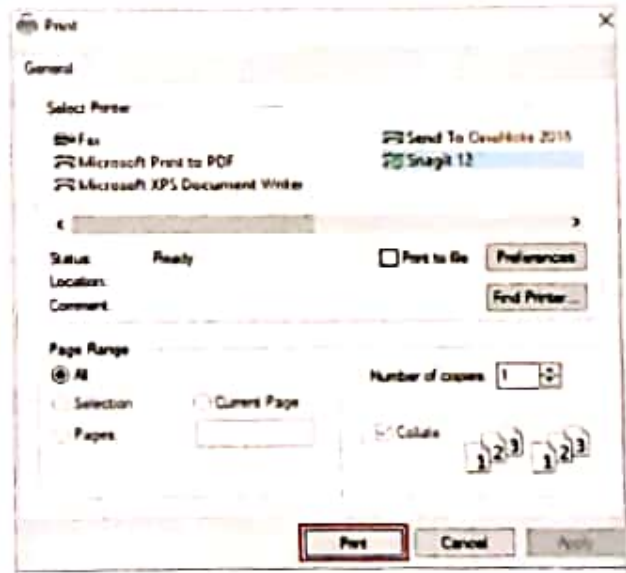 Print
General
Select Printer
Fax
Microsoft Print to PDF
Microsoft XPS Document Writer
Send To OneNote 2016
Snagit 12
Status: Ready
Location:
Comment:
Print to file
Preferences
Find Printer...
Page Range
All
Selection
Current Page
Pages:
Number of copies: 1
Collate
1 2 3 1 2 3
Print
Cancel
Apply